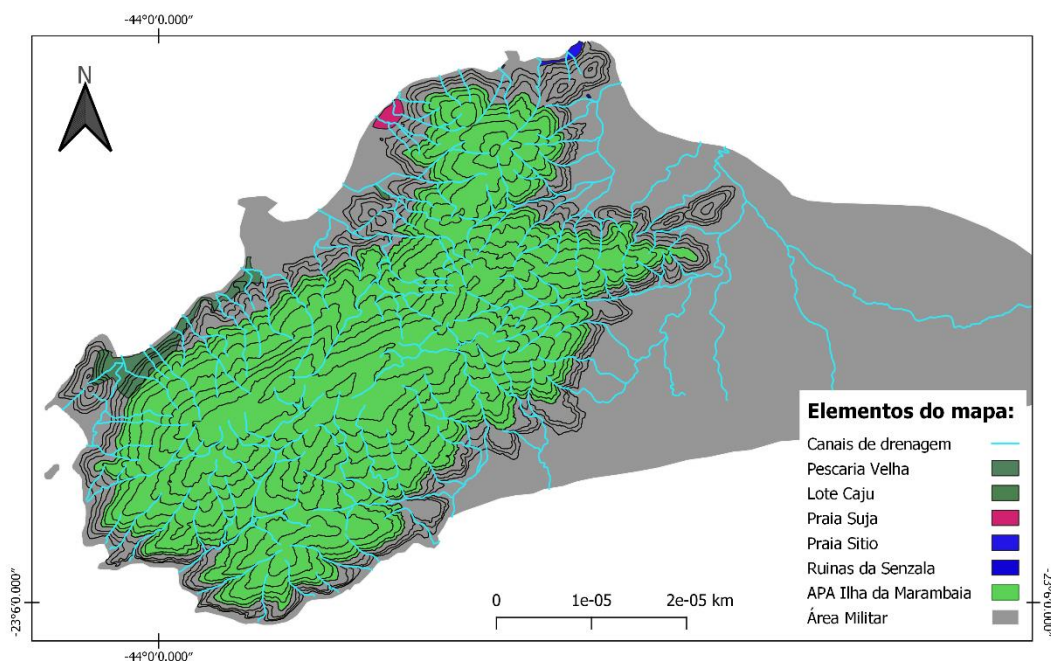 -44°0'0.000"
N
Elementos do mapa:
Canais de drenagem
Pescaria Velha
Lote Caju
Praia Suja
Praia Sitio
Ruinas da Senzala
APA Ilha da Marambaia
Área Militar
0 1e-05 2e-05 km
-23°6'0.000"
-23°6'0.000"
-44°0'0.000"